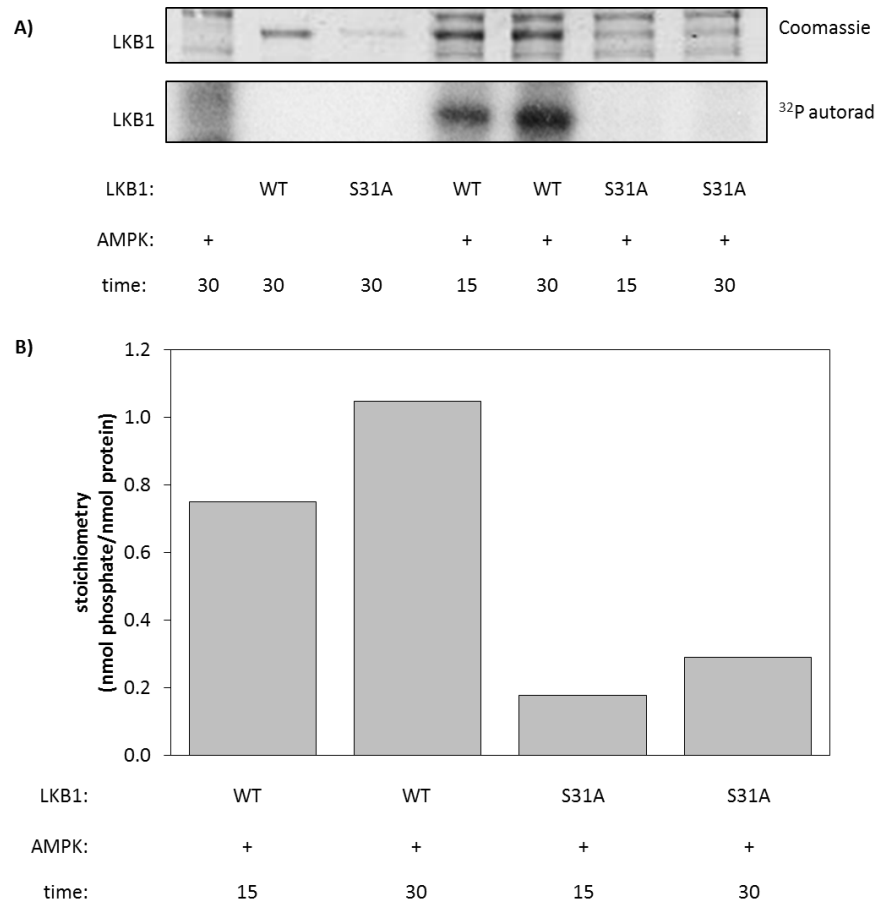 A)
LKB1
Coomassie
LKB1
³²P autorad
LKB1: WT S31A WT WT S31A S31A
AMPK: + + + + +
time: 30 30 30 15 30 15 30
B)
1.2
1.0
0.8
0.6
0.4
0.2
0.0
stoichiometry
(nmol phosphate/nmol protein)
LKB1: WT WT S31A S31A
AMPK: + + + +
time: 15 30 15 30